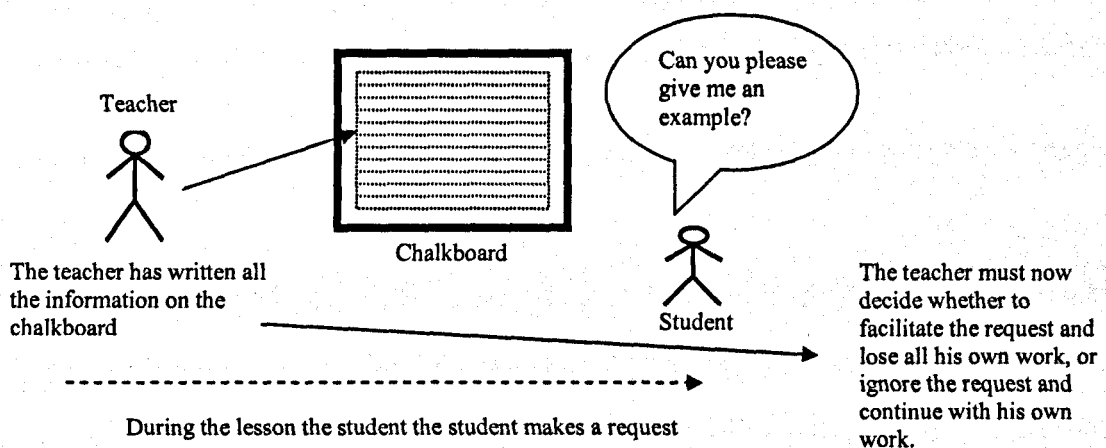 Can you please
give me an
example?
Teacher
Chalkboard
The teacher has written all
the information on the
chalkboard
Student
The teacher must now
decide whether to
facilitate the request and
lose all his own work, or
ignore the request and
continue with his own
work.
During the lesson the student the student makes a request